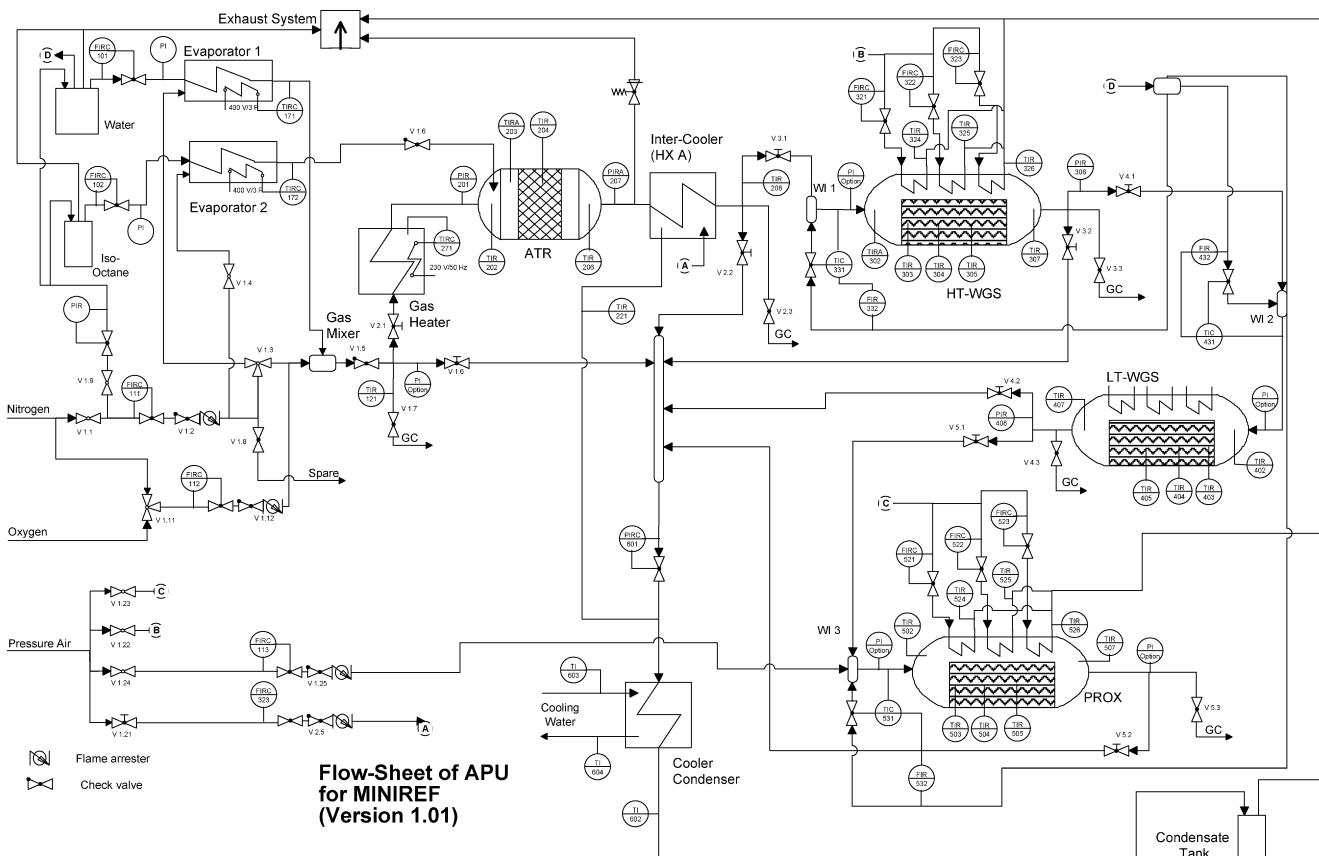 Exhaust System
D
FIRC
101
PI
Evaporator 1
400 V/3 P
TIRC
171
Water
FIRC
102
PI
Evaporator 2
400 V/3 P
TIRC
172
Iso-
Octane
V 1.6
TIRA
203
TIR
204
PIR
201
PIRA
207
ATR
TIR
202
TIR
206
TIRC
271
230 V/50 Hz
Gas
Heater
V 2.1
Inter-Cooler
(HX A)
A
TIR
221
V 3.1
TIR
208
V 2.2
V 2.3
GC
B
FIRC
321
FIRC
322
FIRC
323
TIR
324
TIR
325
TIR
326
WI 1
PI
Option
TIRA
302
TIR
303
TIR
304
TIR
305
TIR
307
HT-WGS
TIC
331
FIR
332
PIR
308
V 4.1
V 3.2
V 3.3
GC
D
FIR
432
TIC
431
WI 2
PIR
V 1.4
Gas
Mixer
V 1.3
V 1.5
TIR
121
PI
Option
V 1.6
V 1.7
GC
V 1.9
FIRC
111
Nitrogen
V 1.1
V 1.2
V 1.8
Spare
FIRC
112
V 1.11
V 1.12
Oxygen
LT-WGS
V 4.2
PIR
408
V 5.1
TIR
407
V 4.3
GC
PI
Option
TIR
402
TIR
405
TIR
404
TIR
403
PIRC
601
C
FIRC
521
FIRC
522
FIRC
523
TIR
524
TIR
525
TIR
526
WI 3
PI
Option
TIR
502
TIR
507
PI
Option
PROX
TIR
503
TIR
504
TIR
505
TIC
531
FIR
532
V 5.2
V 5.3
GC
V 1.23
C
V 1.22
B
Pressure Air
V 1.24
FIRC
113
V 1.25
FIRC
323
V 1.21
V 2.5
A
Flame arrester
Check valve
TI
603
Cooling
Water
TI
604
Cooler
Condenser
TI
602
Flow-Sheet of APU
for MINIREF
(Version 1.01)
Condensate
Tank